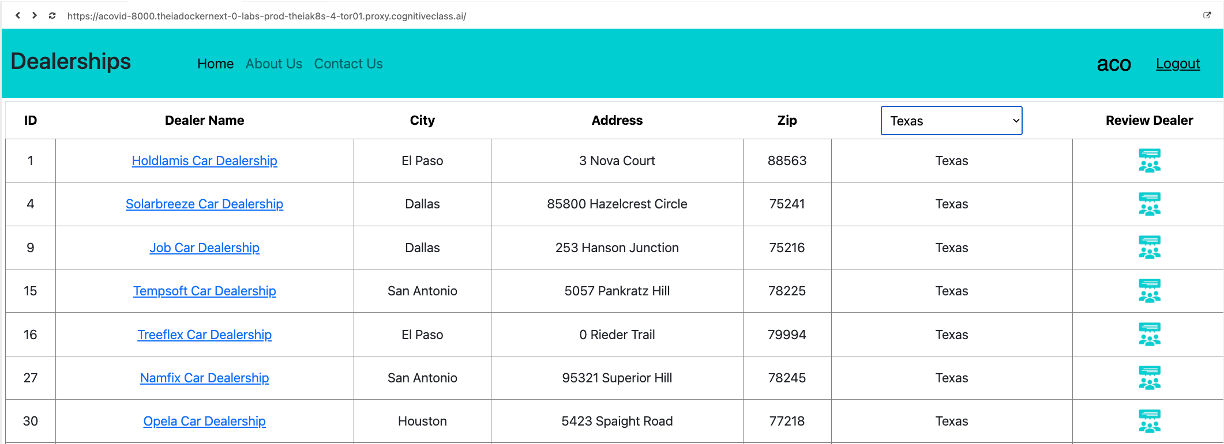 https://acovid-8000.theiadockernext-0-labs-prod-theiak8s-4-tor01.proxy.cognitiveclass.ai/
Dealerships Home About Us Contact Us aco Logout
ID Dealer Name City Address Zip Texas Review Dealer
1 Holdlamis Car Dealership El Paso 3 Nova Court 88563 Texas
4 Solarbreeze Car Dealership Dallas 85800 Hazelcrest Circle 75241 Texas
9 Job Car Dealership Dallas 253 Hanson Junction 75216 Texas
15 Tempsoft Car Dealership San Antonio 5057 Pankratz Hill 78225 Texas
16 Treeflex Car Dealership El Paso 0 Rieder Trail 79994 Texas
27 Namfix Car Dealership San Antonio 95321 Superior Hill 78245 Texas
30 Opela Car Dealership Houston 5423 Spaight Road 77218 Texas